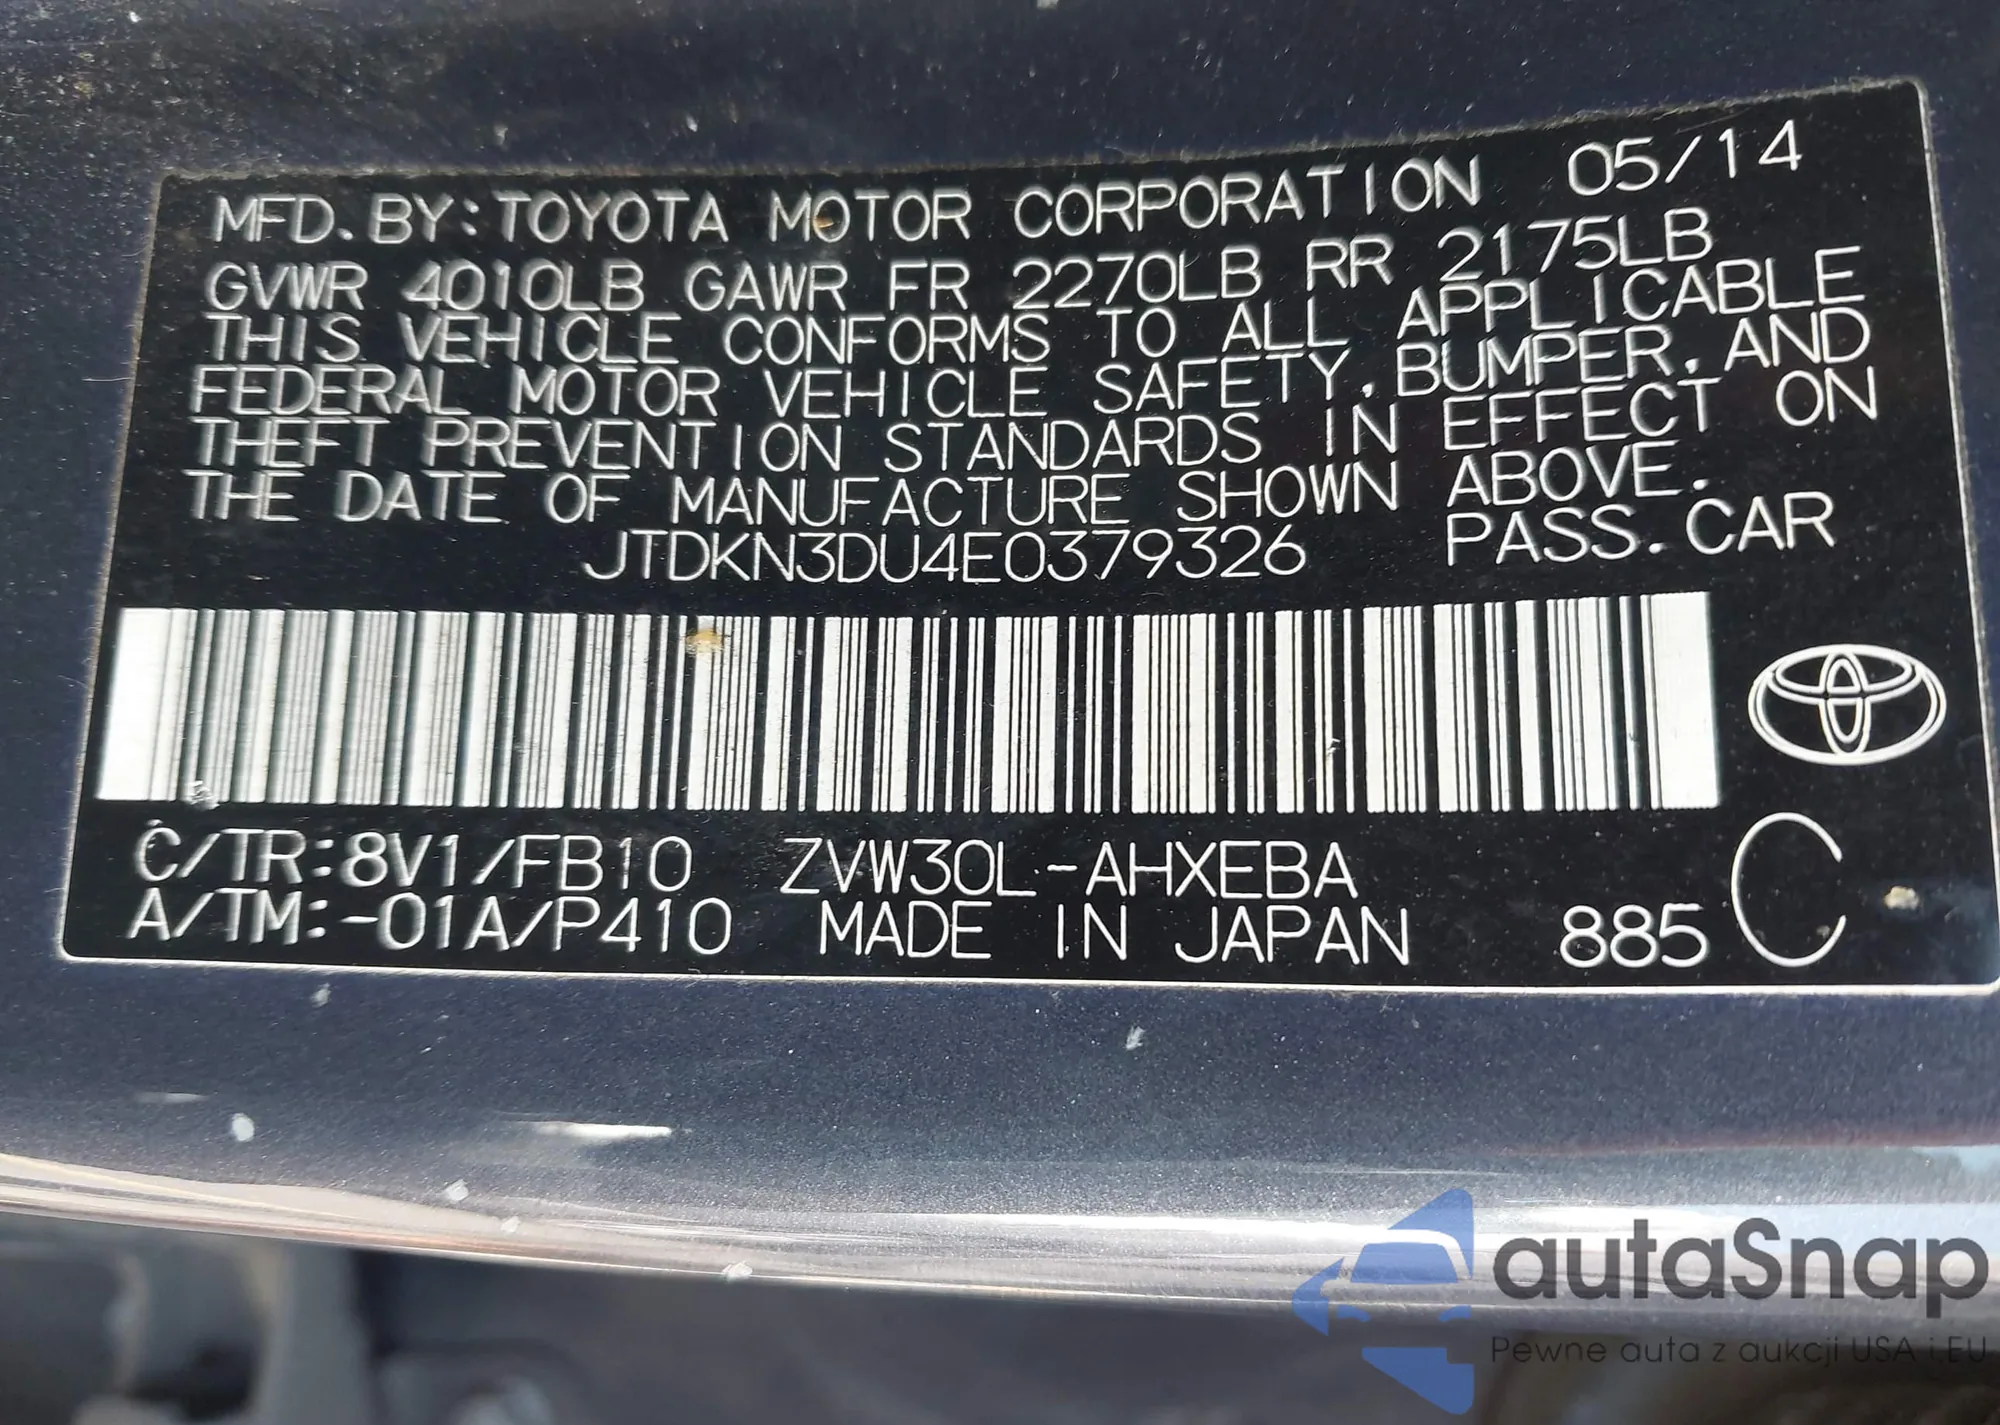 MFD. BY: TOYOTA MOTOR CORPORATION 05/14
GVWR 4010LB GAWR FR 2270LB RR 2175LB
THIS VEHICLE CONFORMS TO ALL APPLICABLE
FEDERAL MOTOR VEHICLE SAFETY, BUMPER, AND
THEFT PREVENTION STANDARDS IN EFFECT ON
THE DATE OF MANUFACTURE SHOWN ABOVE.
JTDKN3DU4E0379326 PASS. CAR
C/TR: 8V1/FB10 ZVW30L-AHXEBA
A/TM: -01A/P410 MADE IN JAPAN 885 C
autaSnap
Pewne auta z aukcji USA i EU